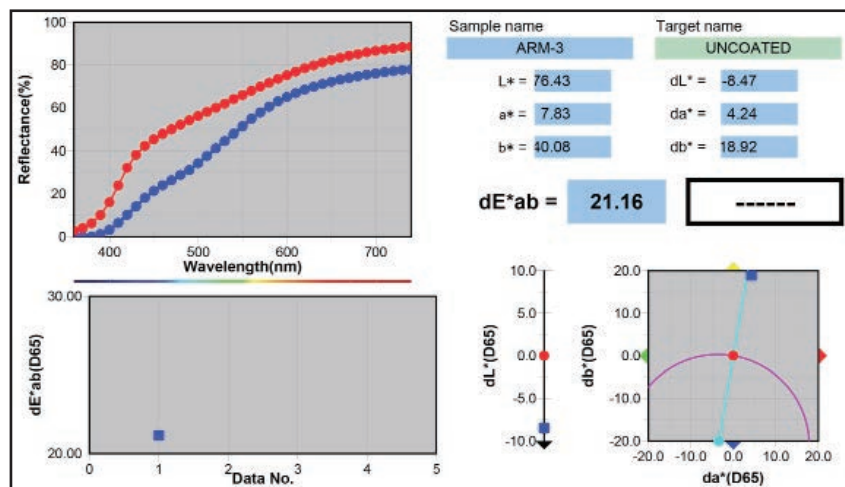 Sample name
Target name
ARM-3
UNCOATED
L* = 76.43
dL* = -8.47
a* = 7.83
da* = 4.24
b* = 40.08
db* = 18.92
dE*ab = 21.16
------
100
80
60
40
20
0
Reflectance(%)
400 500 600 700
Wavelength(nm)
30.00
20.00
dE*ab(D65)
0 1 2 3 4 5
Data No.
10.0
5.0
0.0
-5.0
-10.0
dL*(D65)
20.0
10.0
0.0
-10.0
-20.0
db*(D65)
-20.0 -10.0 0.0 10.0 20.0
da*(D65)